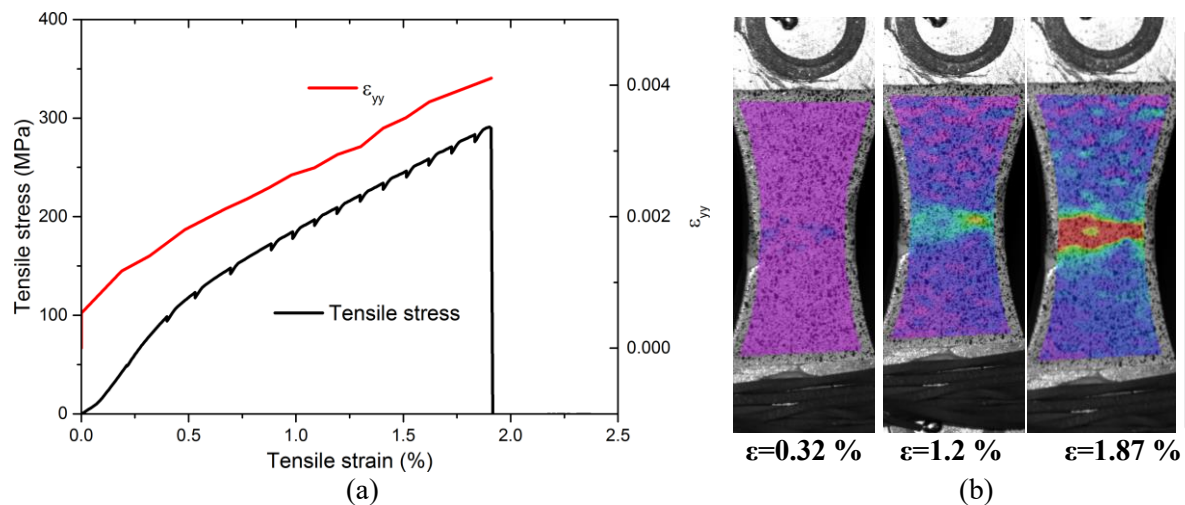 400
300
200
100
0
Tensile stress (MPa)
0.0 0.5 1.0 1.5 2.0 2.5
Tensile strain (%)
εyy
Tensile stress
0.004
0.002
0.000
εyy
(a)
ε=0.32 % ε=1.2 % ε=1.87 %
(b)